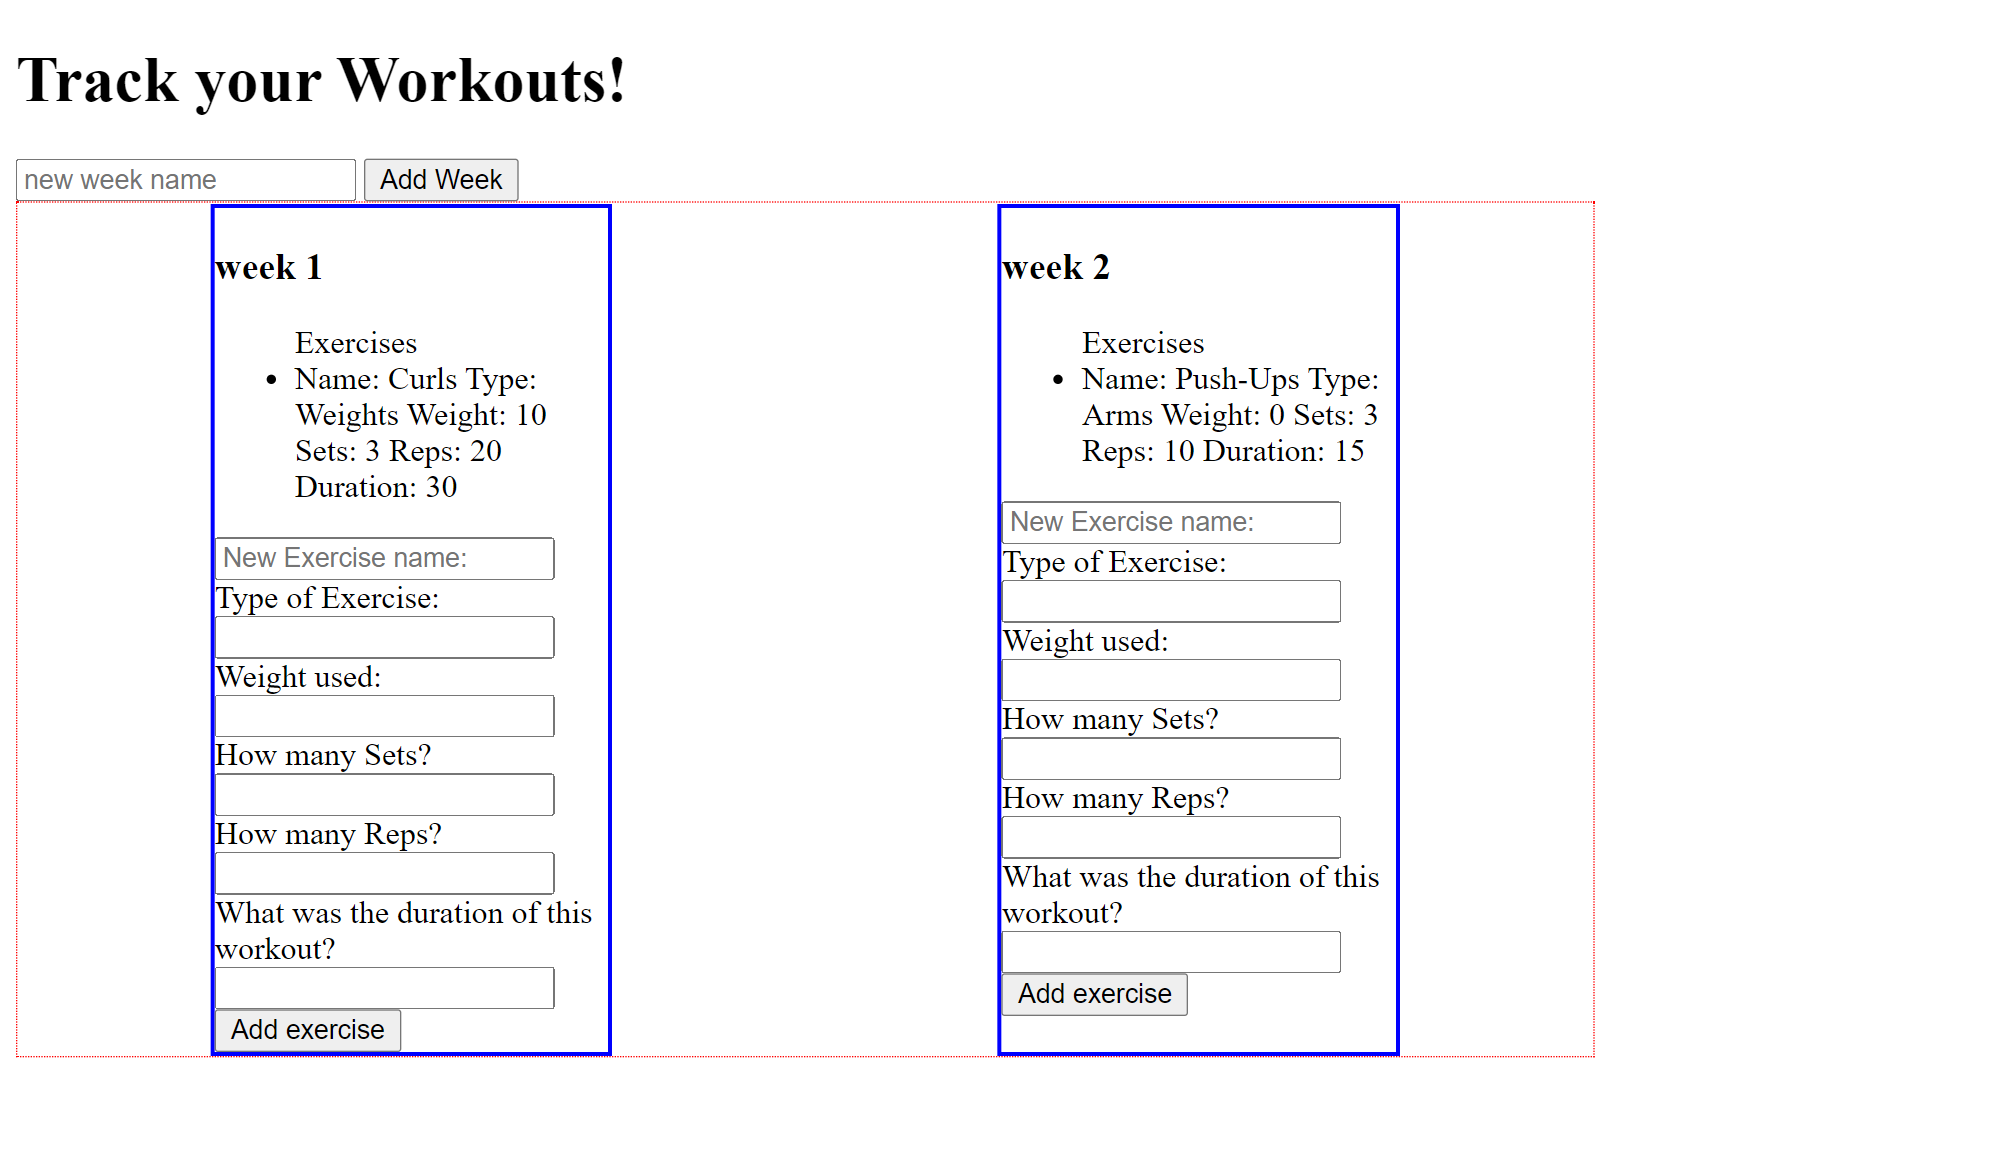 Track your Workouts!
new week name
Add Week
week 1
Exercises
Name: Curls Type:
Weights Weight: 10
Sets: 3 Reps: 20
Duration: 30
New Exercise name:
Type of Exercise:
Weight used:
How many Sets?
How many Reps?
What was the duration of this
workout?
Add exercise
week 2
Exercises
Name: Push-Ups Type:
Arms Weight: 0 Sets: 3
Reps: 10 Duration: 15
New Exercise name:
Type of Exercise:
Weight used:
How many Sets?
How many Reps?
What was the duration of this
workout?
Add exercise